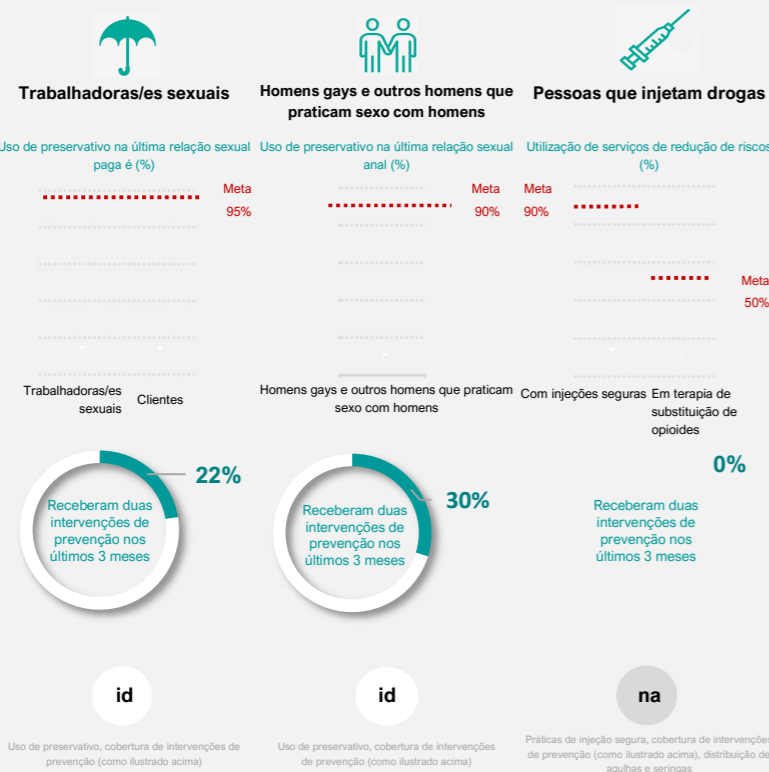 Trabalhadoras/es sexuais
Uso de preservativo na última relação sexual
paga é (%)
Meta
95%
Trabalhadoras/es
sexuais
Clientes
22%
Receberam duas
intervenções de
prevenção nos
últimos 3 meses
id
Uso de preservativo, cobertura de intervenções de
prevenção (como ilustrado acima)
Homens gays e outros homens que
praticam sexo com homens
Uso de preservativo na última relação sexual
anal (%)
Meta
90%
Homens gays e outros homens que praticam
sexo com homens
30%
Receberam duas
intervenções de
prevenção nos
últimos 3 meses
id
Uso de preservativo, cobertura de intervenções
de prevenção (como ilustrado acima)
Pessoas que injetam drogas
Utilização de serviços de redução de riscos
(%)
Meta
90%
Meta
50%
Com injeções seguras
Em terapia de
substituição de
opioides
0%
Receberam duas
intervenções de
prevenção nos
últimos 3 meses
na
Práticas de injeção segura, cobertura de intervenções
de prevenção (como ilustrado acima), distribuição de
agulhas e seringas